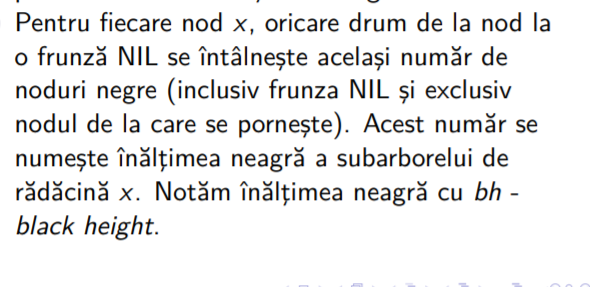 Pentru fiecare nod x, oricare drum de la nod la
o frunză NIL se întâlnește același număr de
noduri negre (inclusiv frunza NIL și exclusiv
nodul de la care se pornește). Acest număr se
numește înălțimea neagră a subarborelui de
rădăcină x. Notăm înălțimea neagră cu bh -
black height.